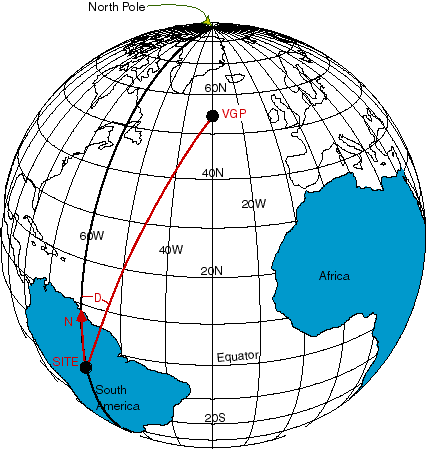 North Pole
60N
VGP
40N
20W
60W
40W
20N
Africa
D
N
Equator
SITE
South
America
20S